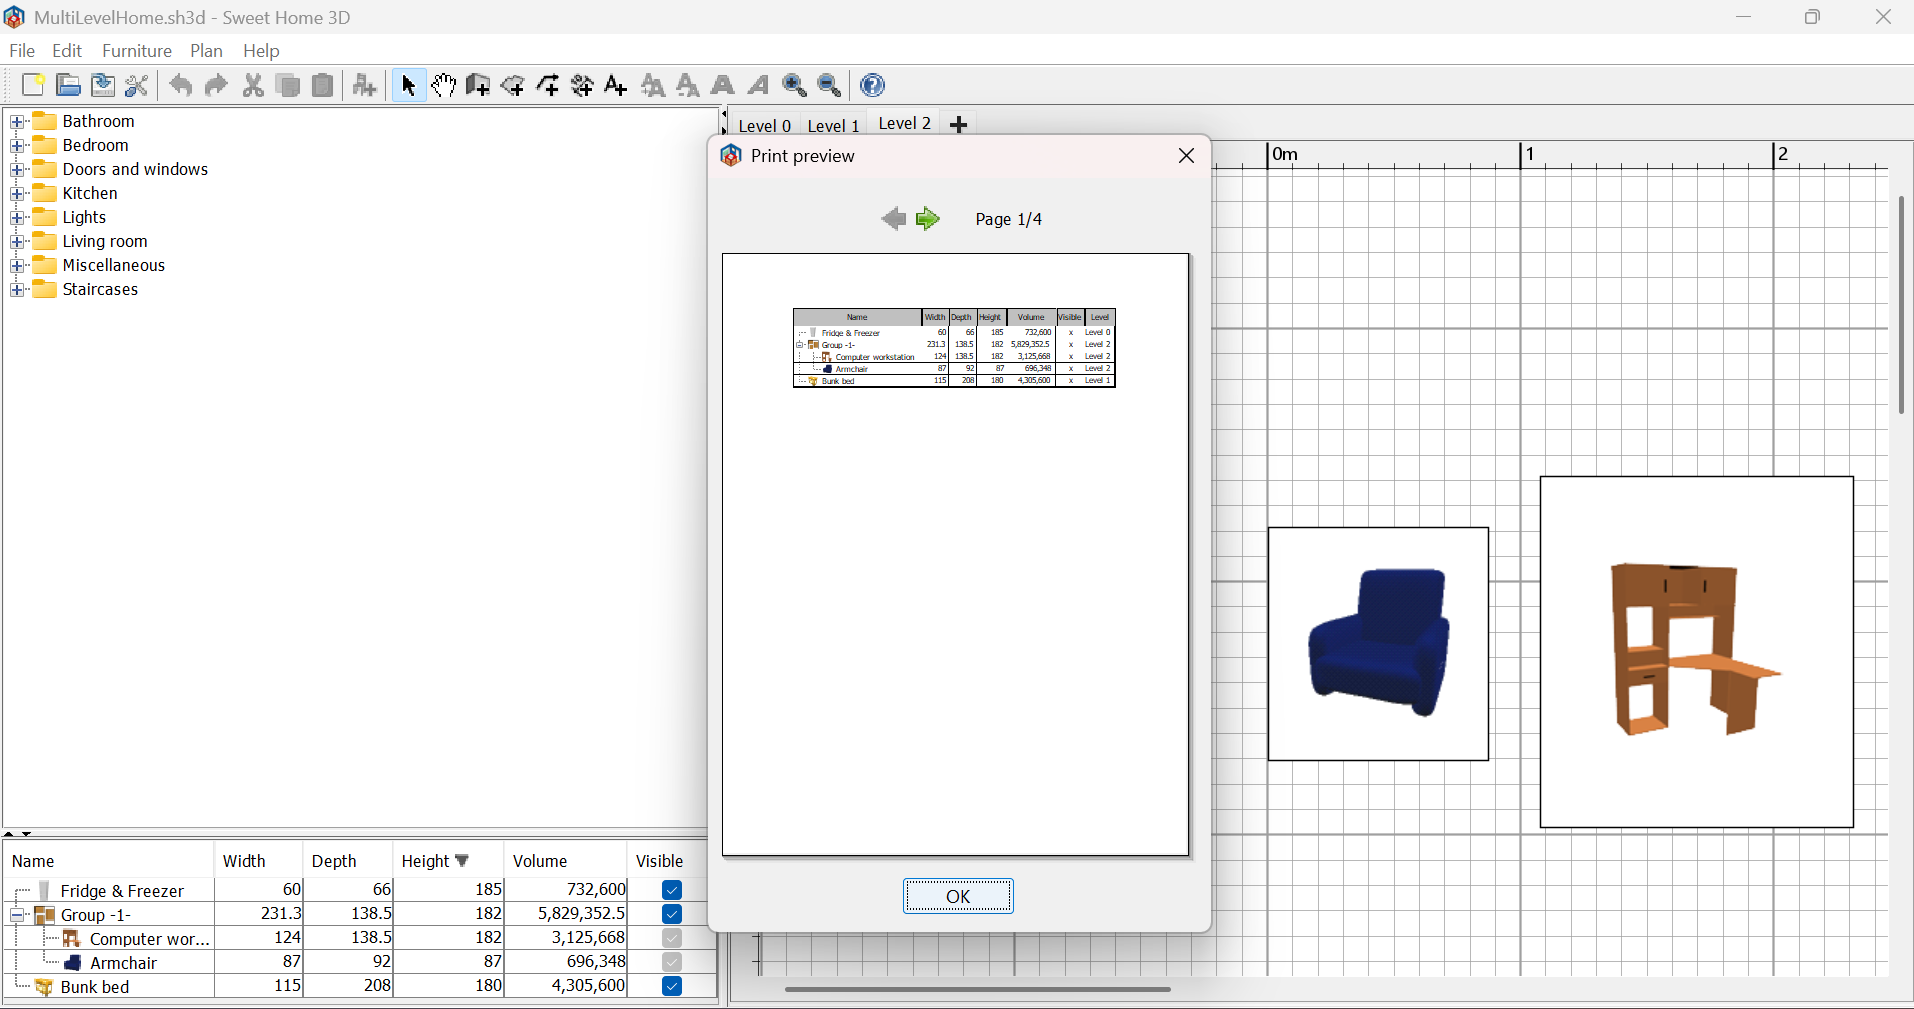 MultiLevelHome.sh3d - Sweet Home 3D
File Edit Furniture Plan Help
Bathroom
Bedroom
Doors and windows
Kitchen
Lights
Living room
Miscellaneous
Staircases
Level 0 Level 1 Level 2
0m 1 2
Print preview
Page 1/4
Name Width Depth Height Volume Visible Level
Fridge & Freezer 60 66 185 732,600 x Level 0
Group -1- 231.3 138.5 182 5,829,352.5 x Level 2
Computer workstation 124 138.5 182 3,125,668 x Level 2
Armchair 87 92 87 696,348 x Level 2
Bunk bed 115 208 180 4,305,600 x Level 1
OK
Name Width Depth Height Volume Visible
Fridge & Freezer 60 66 185 732,600
Group -1- 231.3 138.5 182 5,829,352.5
Computer wor... 124 138.5 182 3,125,668
Armchair 87 92 87 696,348
Bunk bed 115 208 180 4,305,600